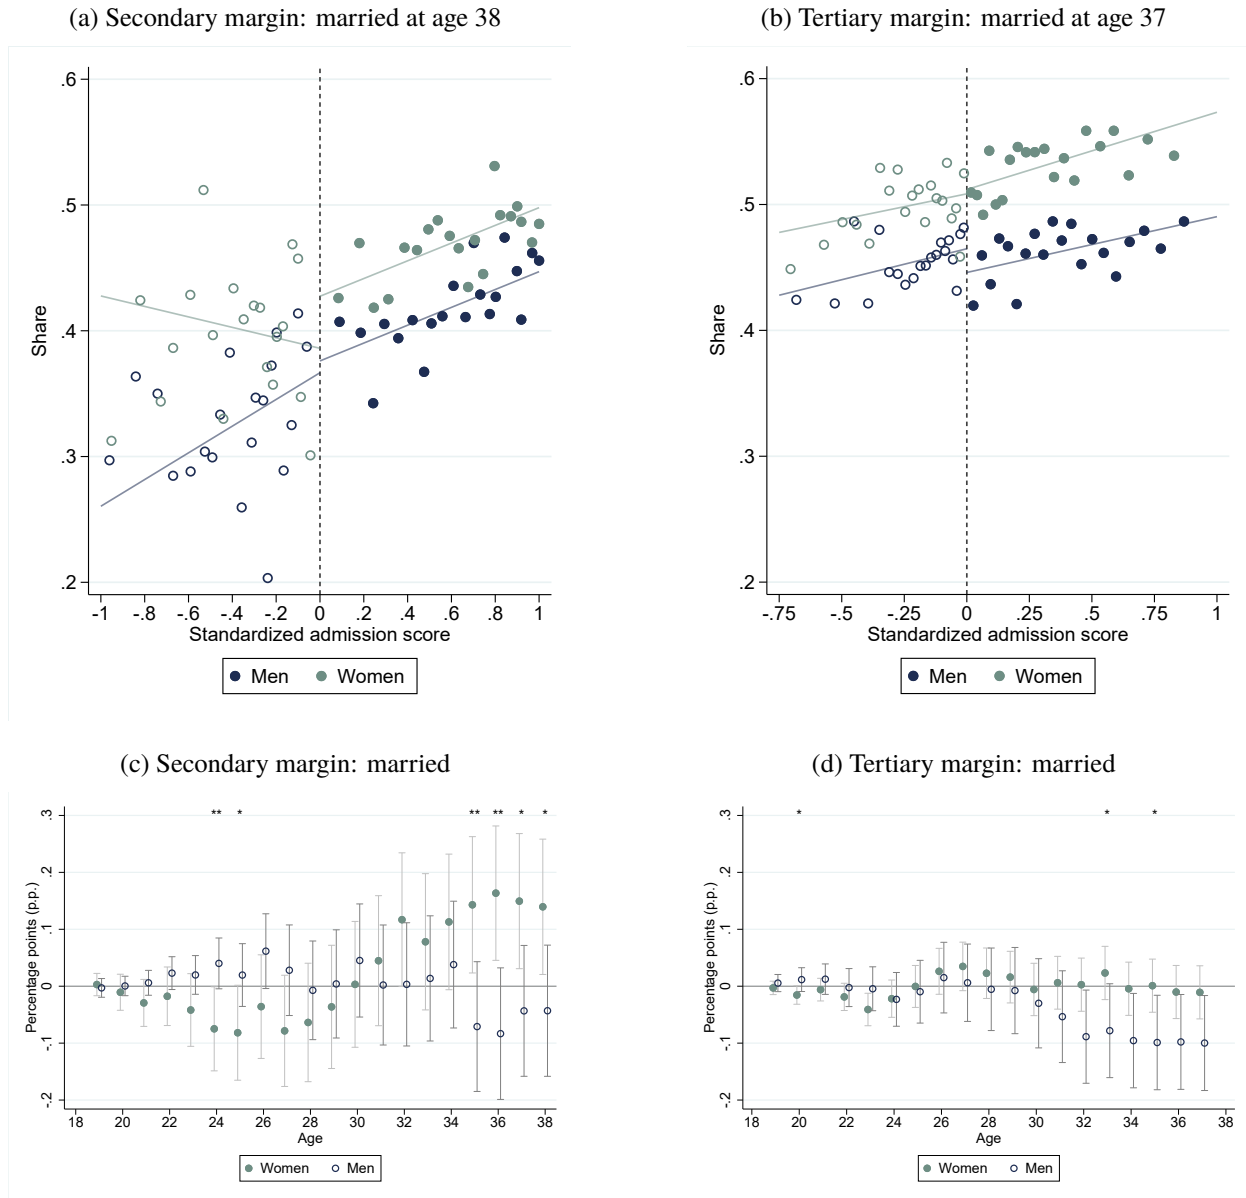 (a) Secondary margin: married at age 38
.6
.5
.4
.3
.2
Share
-1 -.8 -.6 -.4 -.2 0 .2 .4 .6 .8 1
Standardized admission score
Men Women
(b) Tertiary margin: married at age 37
.6
.5
.4
.3
.2
Share
-.75 -.5 -.25 0 .25 .5 .75 1
Standardized admission score
Men Women
(c) Secondary margin: married
** * ** ** * *
.3
.2
.1
0
-.1
-.2
Percentage points (p.p.)
18 20 22 24 26 28 30 32 34 36 38
Age
Women Men
(d) Tertiary margin: married
* * *
.3
.2
.1
0
-.1
-.2
Percentage points (p.p.)
18 20 22 24 26 28 30 32 34 36 38
Age
Women Men